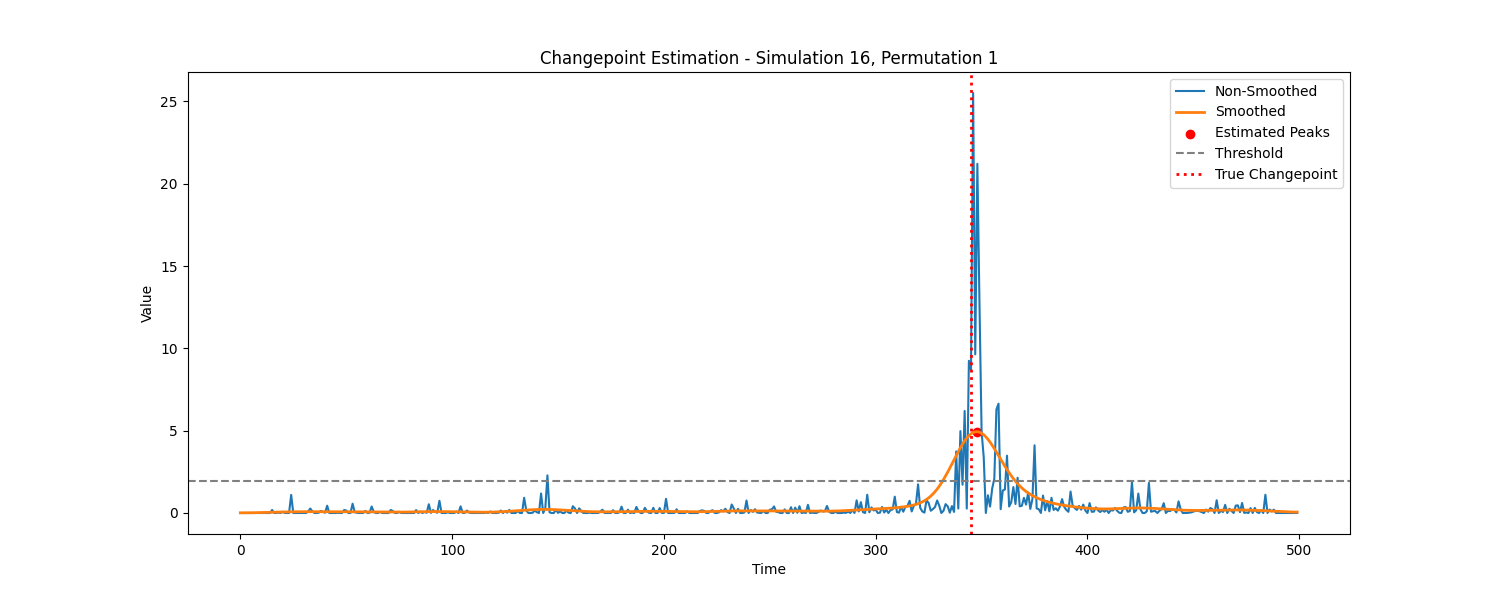 Changepoint Estimation - Simulation 16, Permutation 1
Non-Smoothed
Smoothed
Estimated Peaks
Threshold
True Changepoint
Value
25
20
15
10
5
0
0 100 200 300 400 500
Time